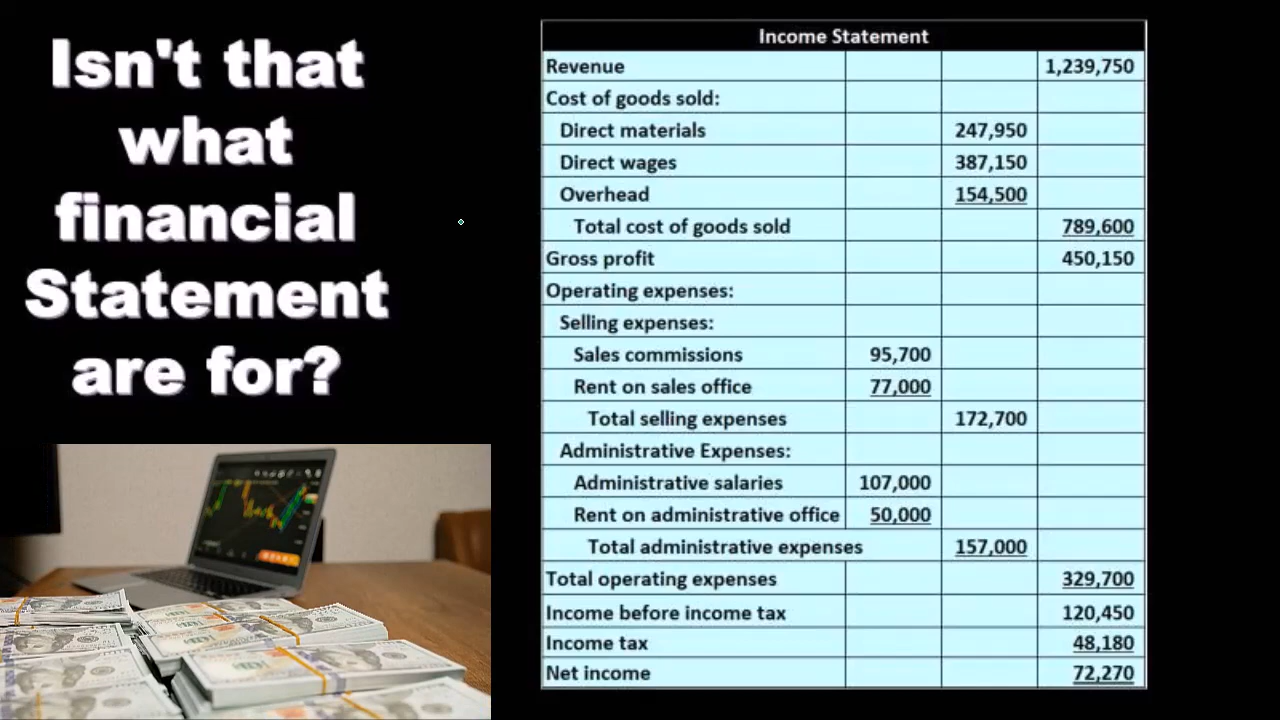 Isn't that
what
financial
Statement
are for?
Income Statement
Revenue 1,239,750
Cost of goods sold:
Direct materials 247,950
Direct wages 387,150
Overhead 154,500
Total cost of goods sold 789,600
Gross profit 450,150
Operating expenses:
Selling expenses:
Sales commissions 95,700
Rent on sales office 77,000
Total selling expenses 172,700
Administrative Expenses:
Administrative salaries 107,000
Rent on administrative office 50,000
Total administrative expenses 157,000
Total operating expenses 329,700
Income before income tax 120,450
Income tax 48,180
Net income 72,270